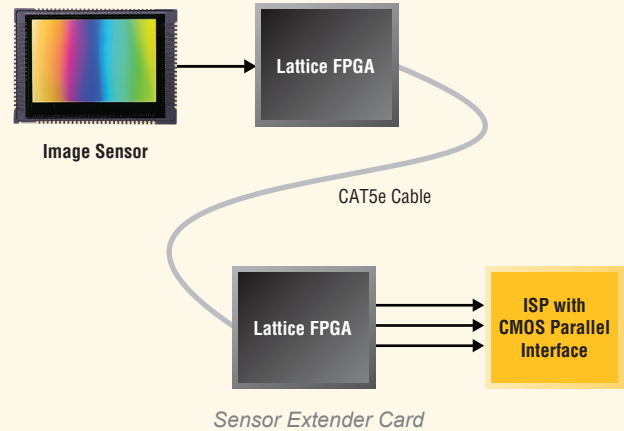 Lattice FPGA
Image Sensor
CAT5e Cable
Lattice FPGA
ISP with
CMOS Parallel
Interface
Sensor Extender Card